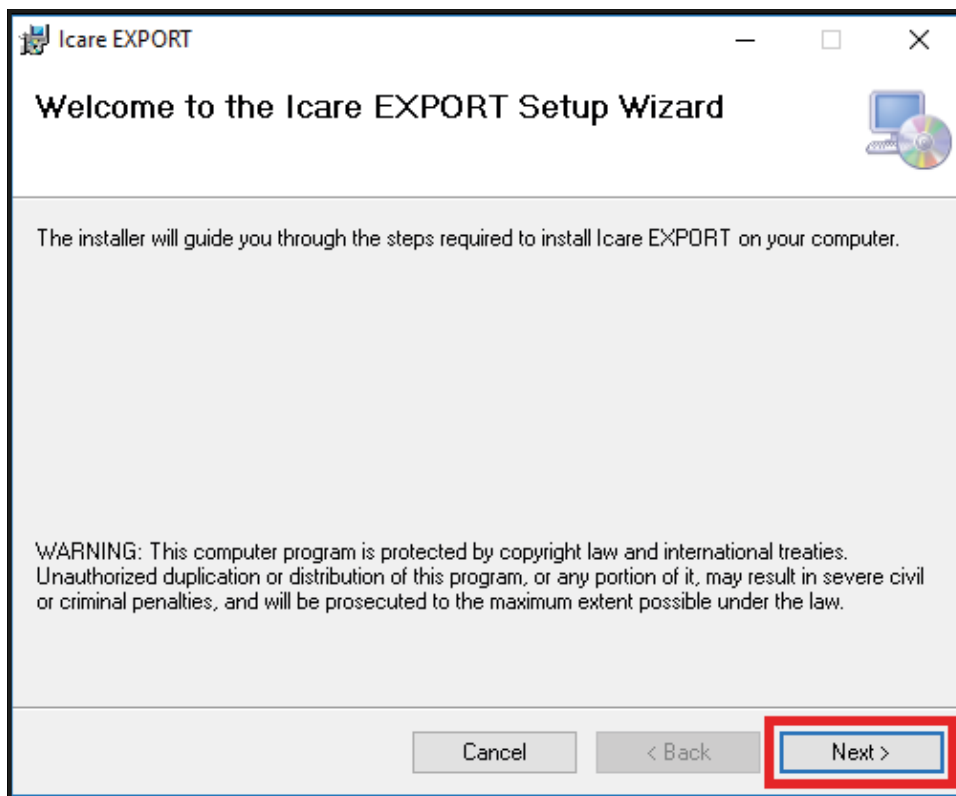 Icare EXPORT
Welcome to the Icare EXPORT Setup Wizard
The installer will guide you through the steps required to install Icare EXPORT on your computer.
WARNING: This computer program is protected by copyright law and international treaties.
Unauthorized duplication or distribution of this program, or any portion of it, may result in severe civil
or criminal penalties, and will be prosecuted to the maximum extent possible under the law.
Cancel
< Back
Next >